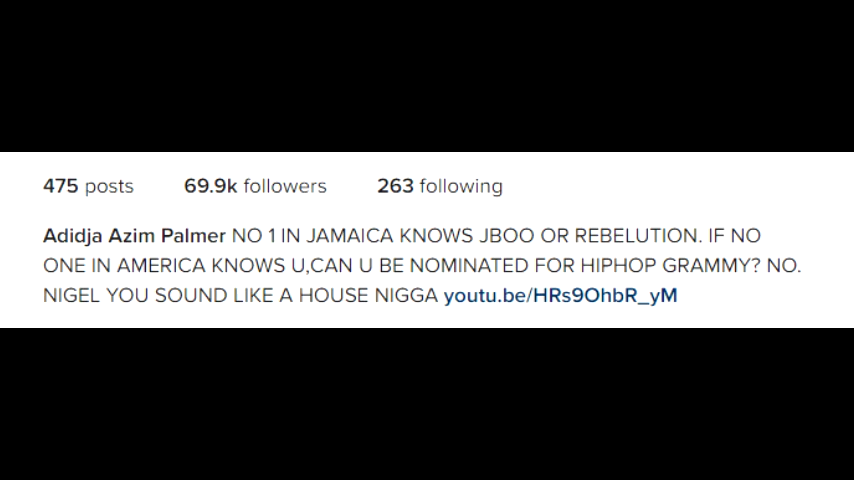 475 posts 69.9k followers 263 following
Adidja Azim Palmer NO 1 IN JAMAICA KNOWS JBOO OR REBELUTION. IF NO
ONE IN AMERICA KNOWS U,CAN U BE NOMINATED FOR HIPHOP GRAMMY? NO.
NIGEL YOU SOUND LIKE A HOUSE NIGGA youtu.be/HRs9OhbR_yM